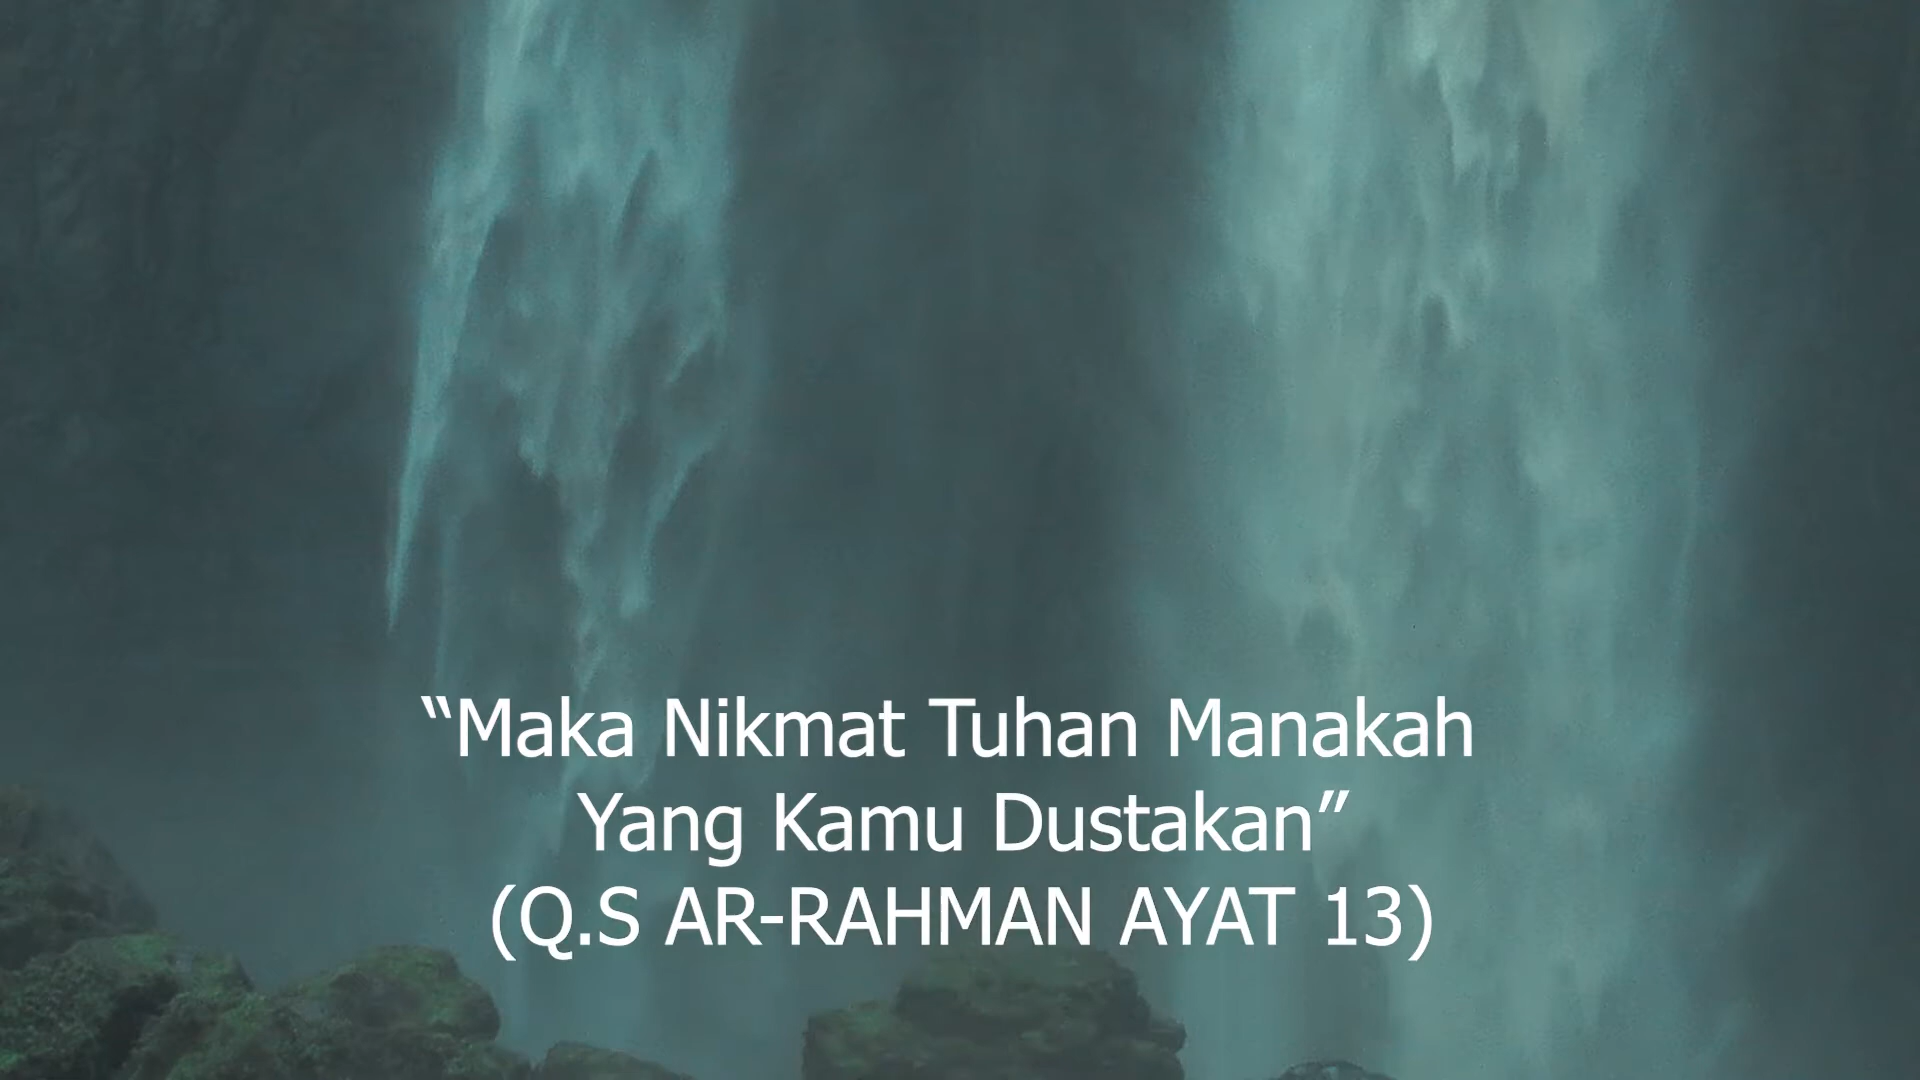 “Maka Nikmat Tuhan Manakah
Yang Kamu Dustakan”
(Q.S AR-RAHMAN AYAT 13)